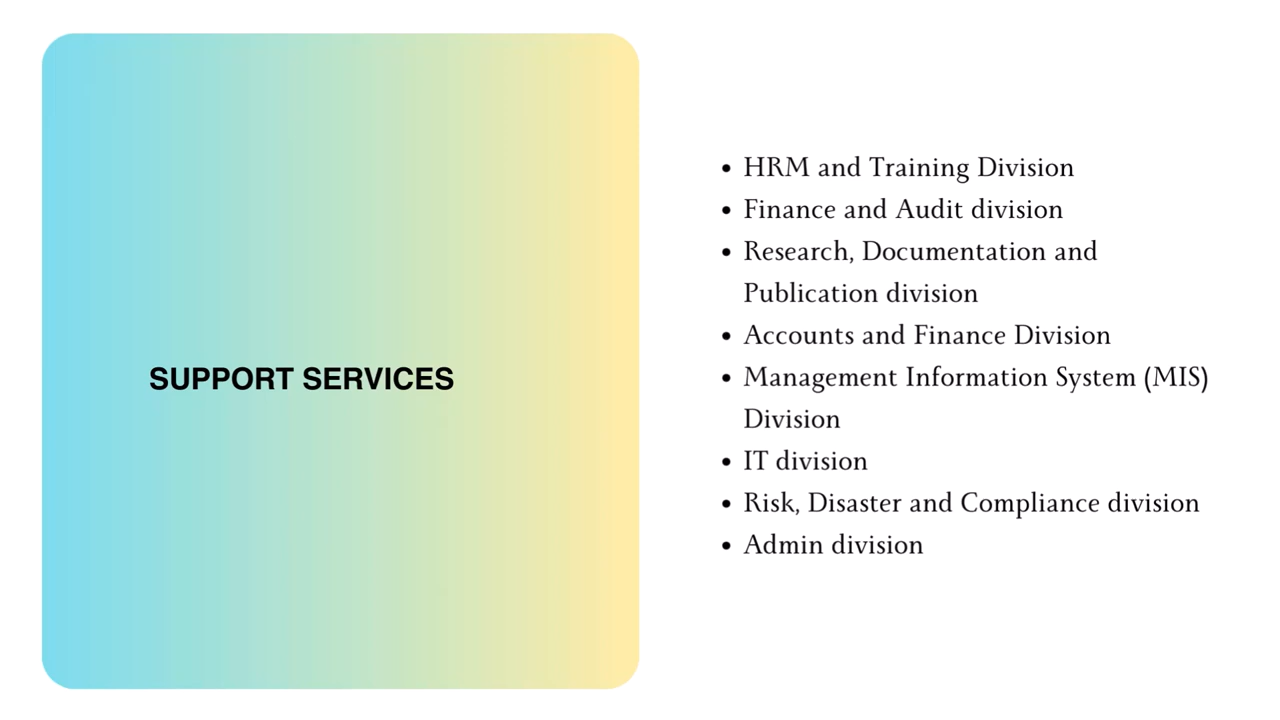 SUPPORT SERVICES
• HRM and Training Division
• Finance and Audit division
• Research, Documentation and
Publication division
• Accounts and Finance Division
• Management Information System (MIS)
Division
• IT division
• Risk, Disaster and Compliance division
• Admin division